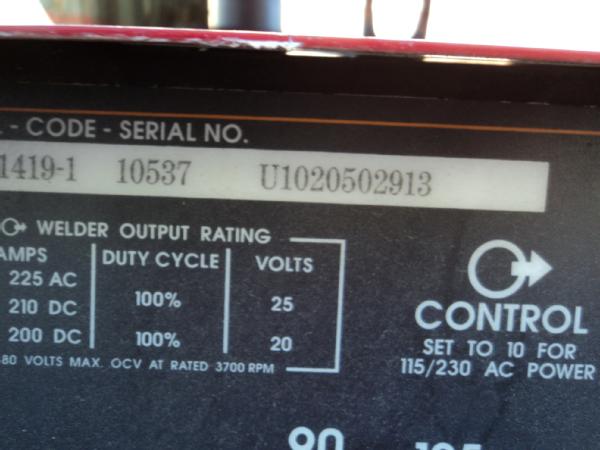 - CODE - SERIAL NO.
1419-1 10537 U1020502913
WELDER OUTPUT RATING
AMPS DUTY CYCLE VOLTS
225 AC
210 DC 100% 25
200 DC 100% 20
80 VOLTS MAX. OCV AT RATED 3700 RPM
CONTROL
SET TO 10 FOR
115/230 AC POWER
90